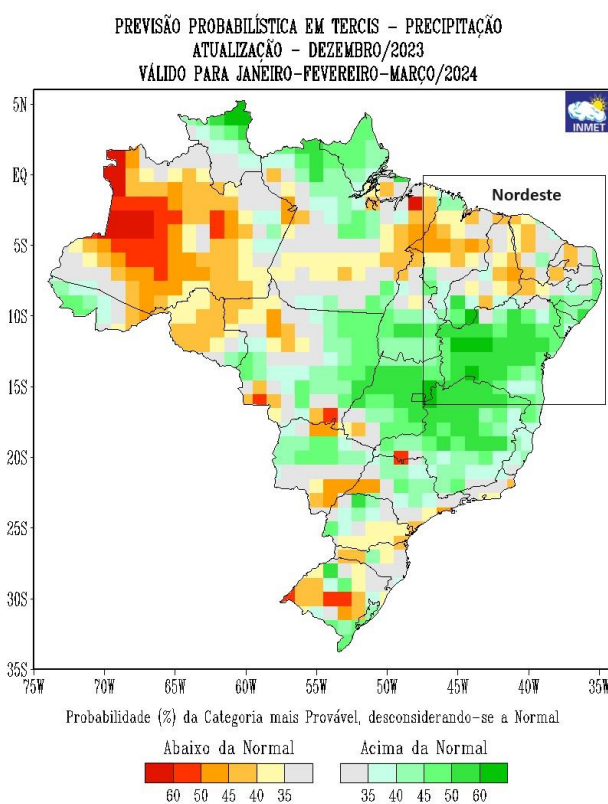 PREVISÃO PROBABILÍSTICA EM TERCIS – PRECIPITAÇÃO
ATUALIZAÇÃO – DEZEMBRO/2023
VÁLIDO PARA JANEIRO–FEVEREIRO–MARÇO/2024
INMET
Nordeste
5N
EQ
5S
10S
15S
20S
25S
30S
35S
75W 70W 65W 60W 55W 50W 45W 40W 35W
Probabilidade (%) da Categoria mais Provável, desconsiderando–se a Normal
Abaixo da Normal Acima da Normal
60 50 45 40 35 35 40 45 50 60